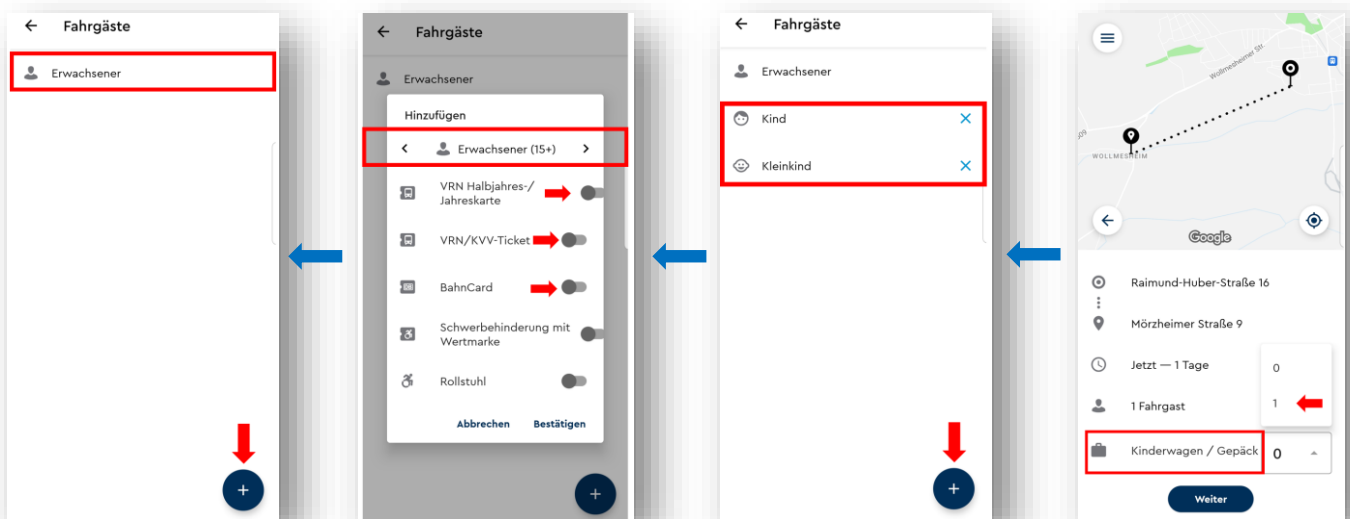 Fahrgäste
Erwachsener
+
Fahrgäste
Erwachsener
Hinzufügen
Erwachsener (15+)
VRN Halbjahres-/
Jahreskarte
VRN/KVV-Ticket
BahnCard
Schwerbehinderung mit
Wertmarke
Rollstuhl
Abbrechen Bestätigen
+
Fahrgäste
Erwachsener
Kind
Kleinkind
+
Wollmesheimer Str.
WOLLMESHEIM
Google
Raimund-Huber-Straße 16
Mörzheimer Straße 9
Jetzt — 1 Tage
0
1 Fahrgast
1
Kinderwagen / Gepäck 0
Weiter